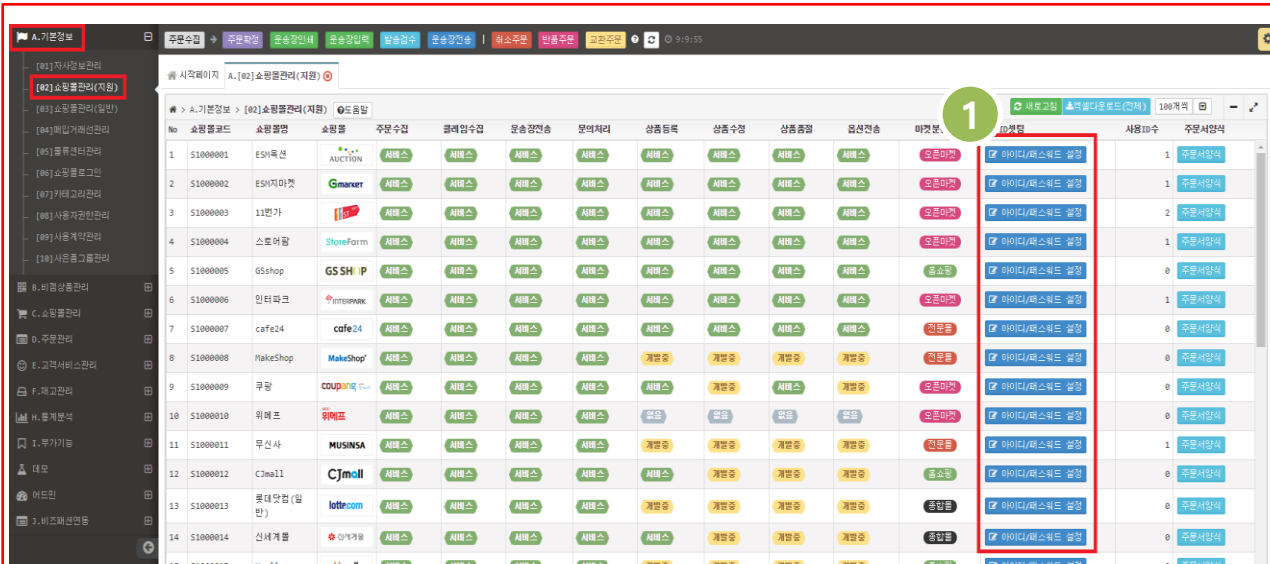 A.기본정보
주문수집 주문확정 운송장인쇄 운송장입력 발송검수 운송장전송 | 취소주문 반품주문 교환주문 9:9:55
[01]자사정보관리
[02]쇼핑몰관리(지원)
[03]쇼핑몰관리(일반)
[04]매입거래선관리
[05]물류센터관리
[06]쇼핑몰로그인
[07]카테고리관리
[08]사용자권한관리
[09]사용계약관리
[10]사은품그룹관리
B.비젬상품관리
C.쇼핑몰관리
D.주문관리
E.고객서비스관리
F.재고관리
H.통계분석
I.부가기능
데모
어드민
J.비즈패션연동
시작페이지 A.[02]쇼핑몰관리(지원)
> A.기본정보 > [02]쇼핑몰관리(지원) 도움말
1
새로고침 엑셀다운로드(전체) 100개씩
No 쇼핑몰코드 쇼핑몰명 쇼핑몰 주문수집 클레임수집 운송장전송 문의처리 상품등록 상품수정 상품품절 옵션전송 마켓분 ID셋팅 사용ID수 주문서양식
1 S1000001 ESM옥션 AUCTION 서비스 서비스 서비스 서비스 서비스 서비스 서비스 서비스 오픈마켓 아이디/패스워드 설정 1 주문서양식
2 S1000002 ESM지마켓 Gmarket 서비스 서비스 서비스 서비스 서비스 서비스 서비스 서비스 오픈마켓 아이디/패스워드 설정 1 주문서양식
3 S1000003 11번가 11ST 서비스 서비스 서비스 서비스 서비스 서비스 서비스 서비스 오픈마켓 아이디/패스워드 설정 2 주문서양식
4 S1000004 스토어팜 StoreFarm 서비스 서비스 서비스 서비스 서비스 서비스 서비스 서비스 오픈마켓 아이디/패스워드 설정 1 주문서양식
5 S1000005 GSshop GS SHOP 서비스 서비스 서비스 서비스 서비스 서비스 서비스 서비스 홈쇼핑 아이디/패스워드 설정 0 주문서양식
6 S1000006 인터파크 INTERPARK 서비스 서비스 서비스 서비스 서비스 서비스 서비스 서비스 오픈마켓 아이디/패스워드 설정 1 주문서양식
7 S1000007 cafe24 cafe24 서비스 서비스 서비스 서비스 서비스 서비스 서비스 서비스 전문몰 아이디/패스워드 설정 0 주문서양식
8 S1000008 MakeShop MakeShop 서비스 서비스 서비스 서비스 개발중 개발중 개발중 개발중 전문몰 아이디/패스워드 설정 0 주문서양식
9 S1000009 쿠팡 coupang 서비스 서비스 서비스 서비스 서비스 개발중 서비스 개발중 오픈마켓 아이디/패스워드 설정 0 주문서양식
10 S1000010 위메프 위메프 서비스 서비스 서비스 서비스 없음 없음 없음 없음 오픈마켓 아이디/패스워드 설정 0 주문서양식
11 S1000011 무신사 MUSINSA 서비스 서비스 서비스 서비스 개발중 개발중 개발중 개발중 전문몰 아이디/패스워드 설정 1 주문서양식
12 S1000012 CJmall CJmall 서비스 서비스 서비스 서비스 서비스 개발중 개발중 개발중 홈쇼핑 아이디/패스워드 설정 0 주문서양식
13 S1000013 롯데닷컴(일반) lotte.com 서비스 서비스 서비스 서비스 개발중 개발중 개발중 개발중 종합몰 아이디/패스워드 설정 0 주문서양식
14 S1000014 신세계몰 신세계몰 서비스 서비스 서비스 서비스 서비스 개발중 개발중 개발중 종합몰 아이디/패스워드 설정 0 주문서양식